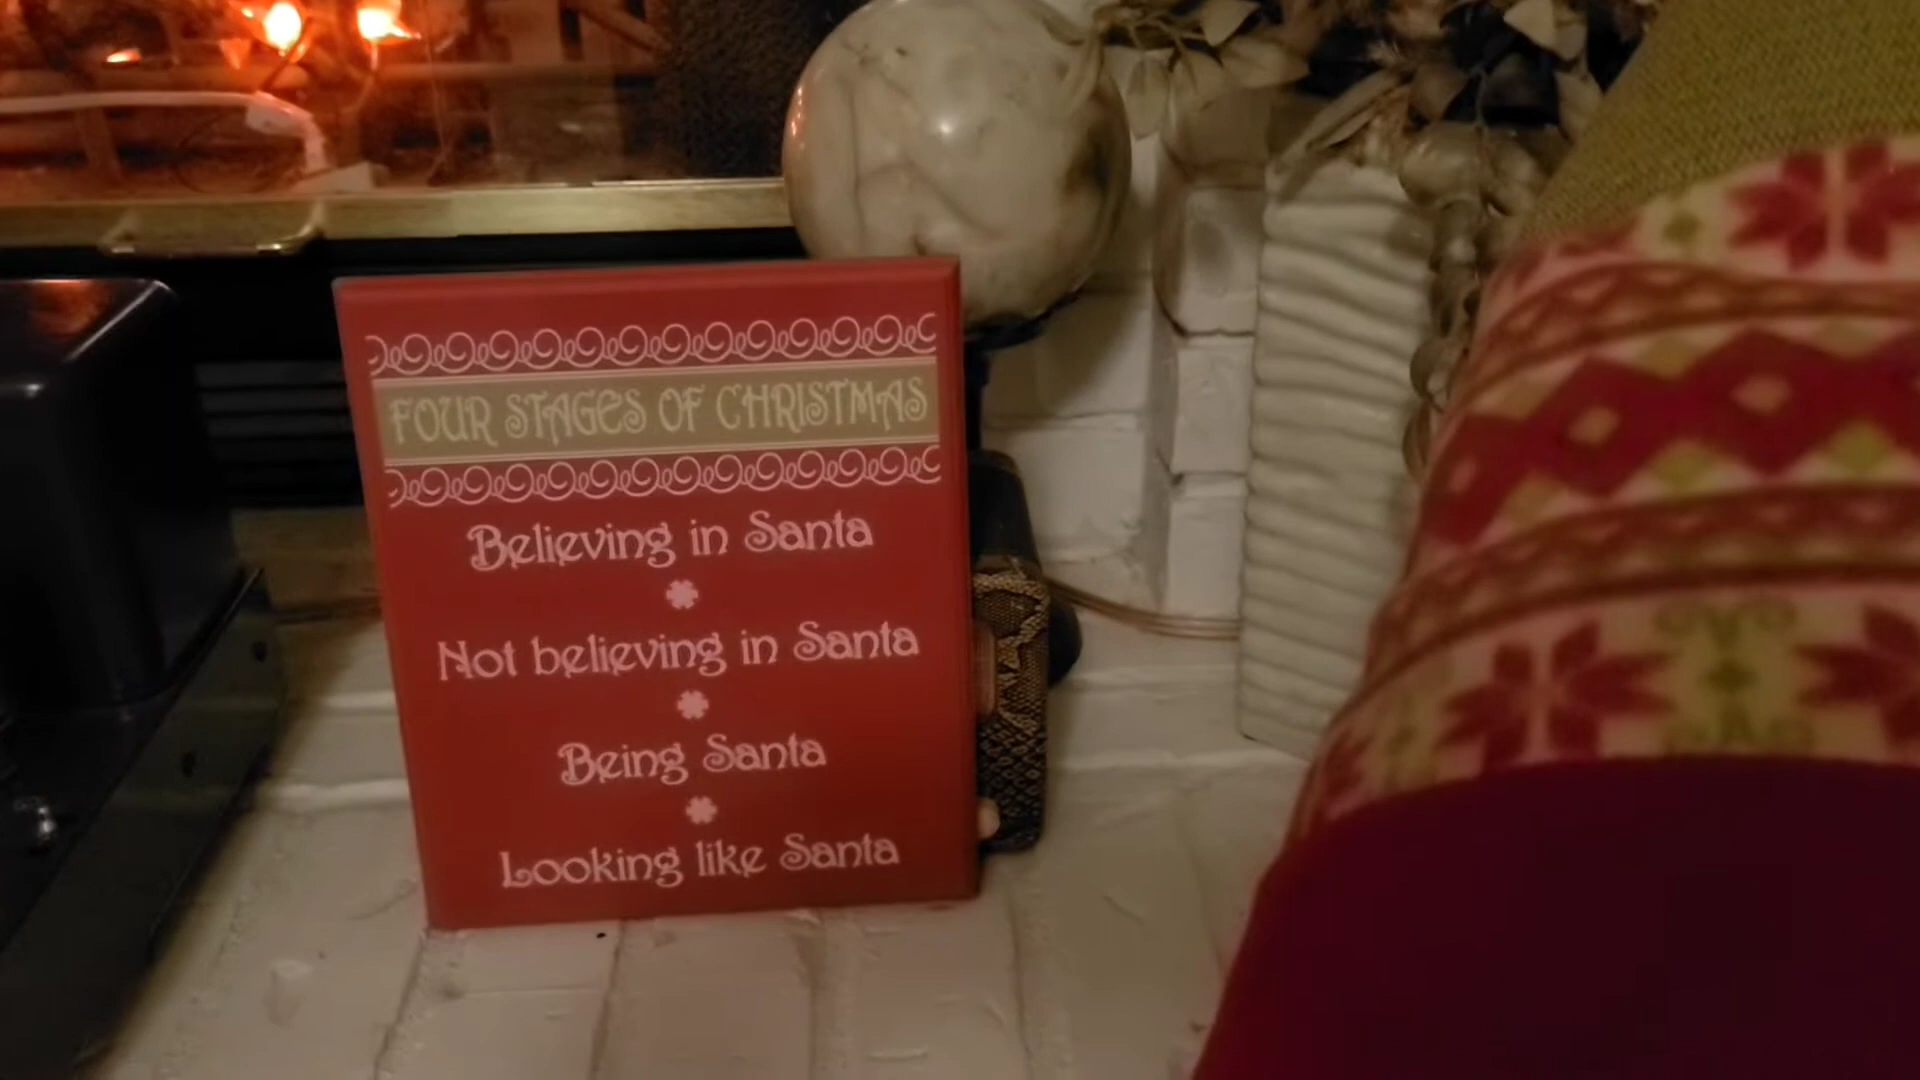 FOUR STAGES OF CHRISTMAS
Believing in Santa
Not believing in Santa
Being Santa
Looking like Santa